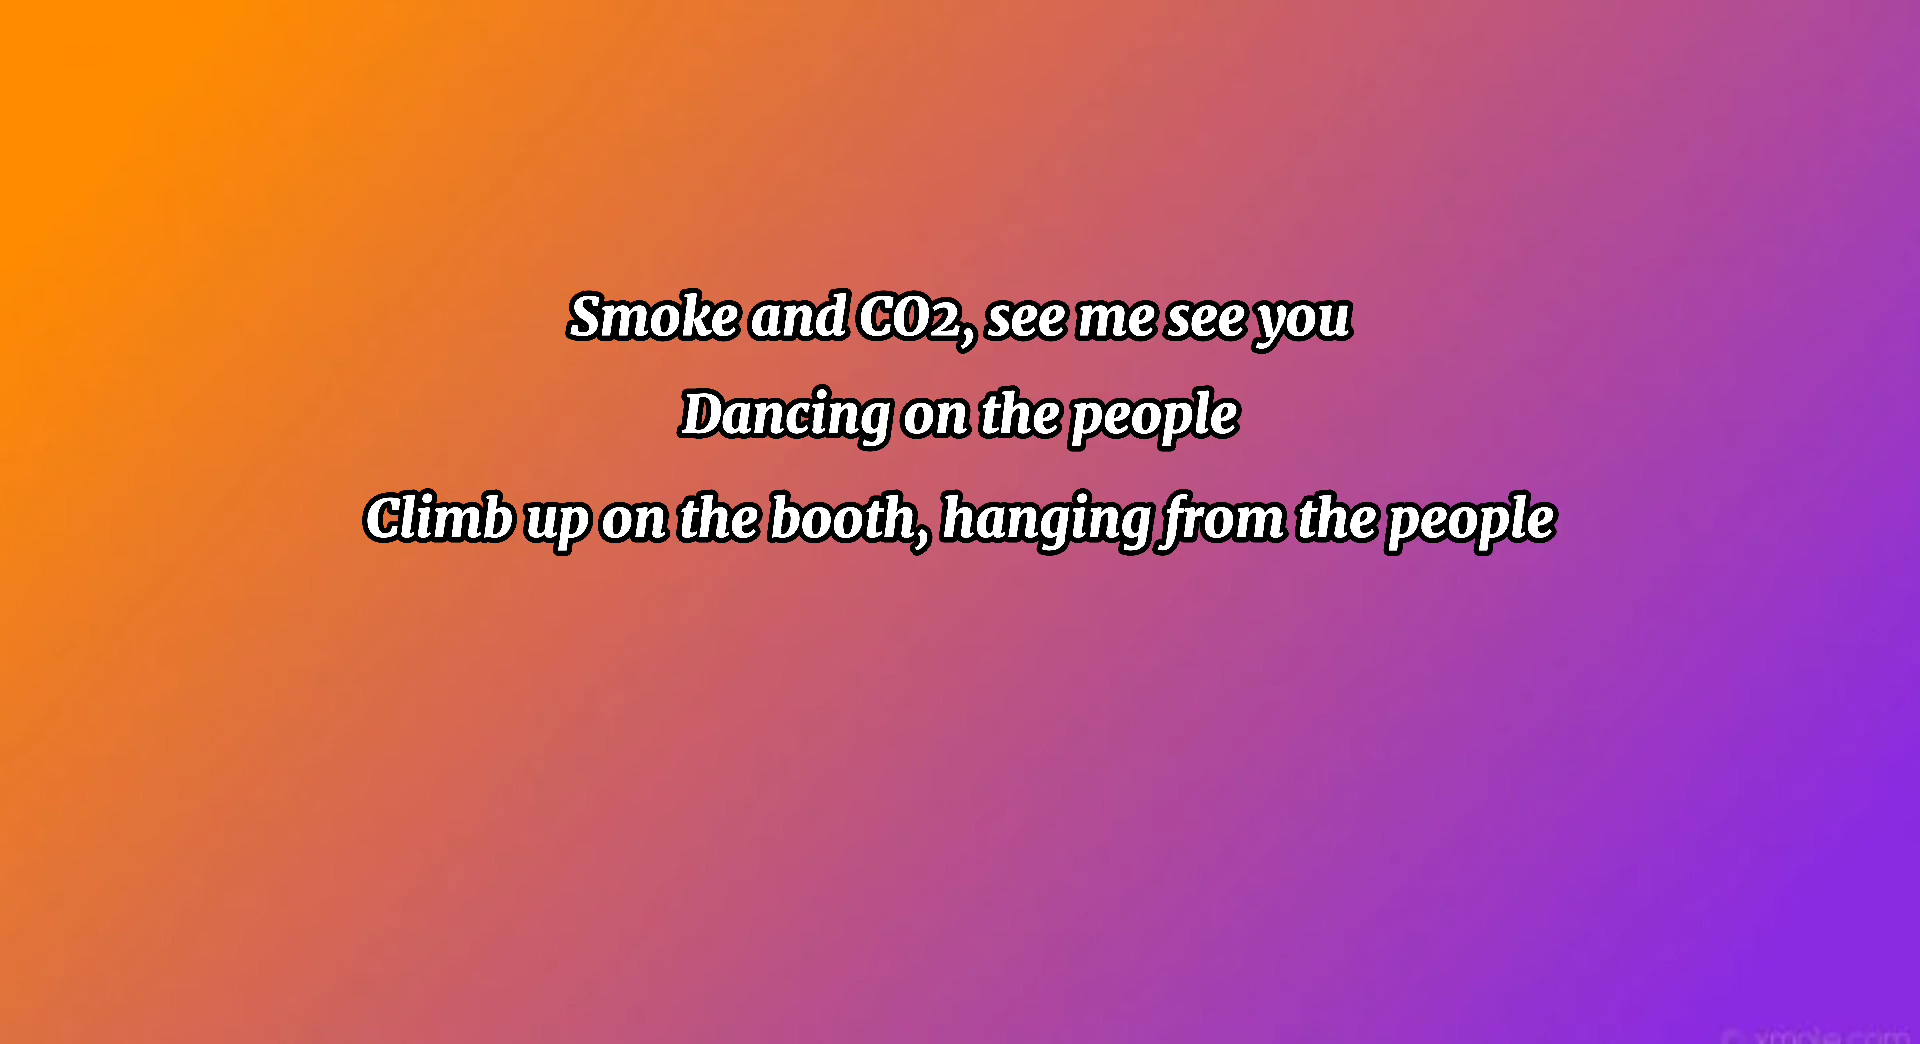 Smoke and CO2, see me see you
Dancing on the people
Climb up on the booth, hanging from the people